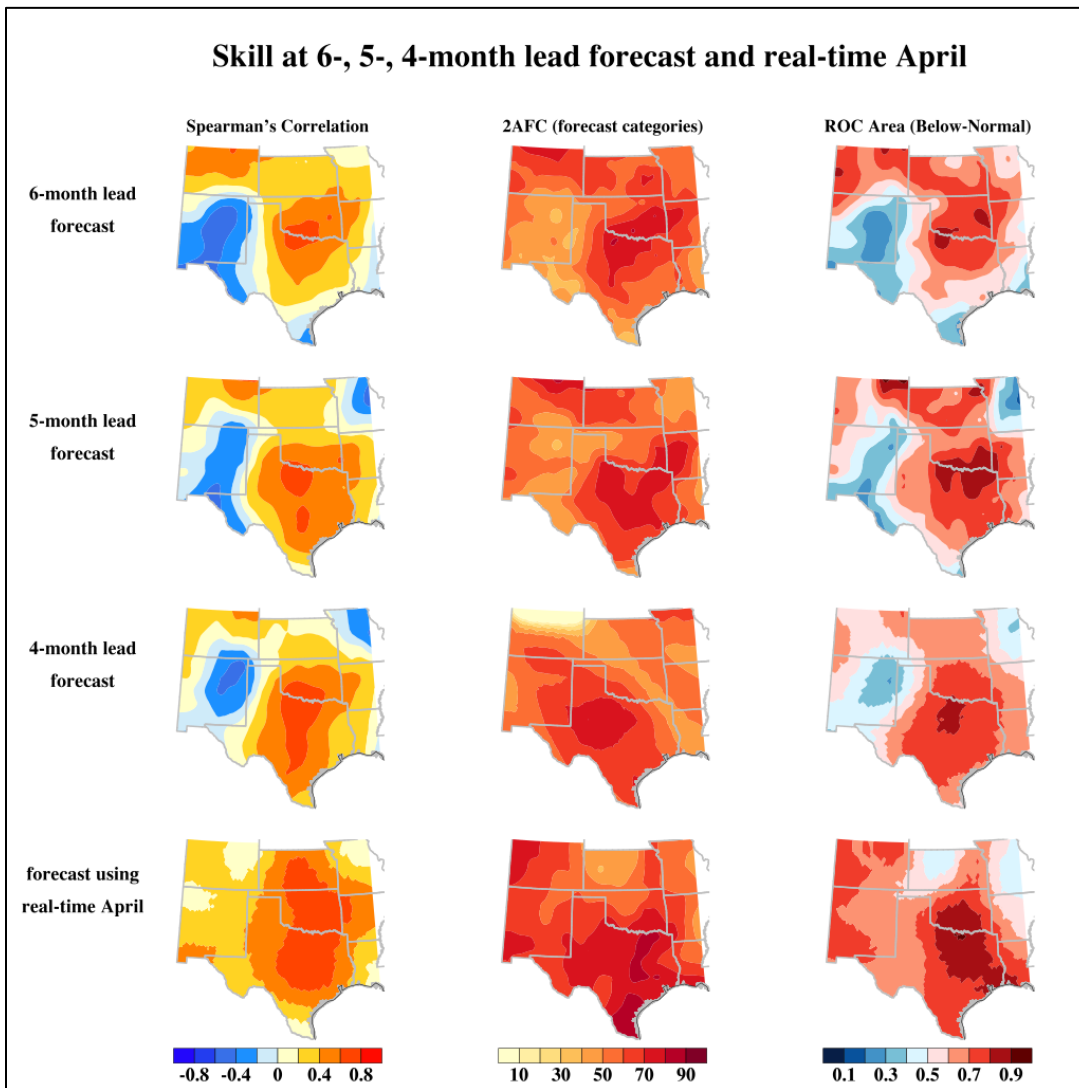 Skill at 6-, 5-, 4-month lead forecast and real-time April
Spearman's Correlation
2AFC (forecast categories)
ROC Area (Below-Normal)
6-month lead
forecast
5-month lead
forecast
4-month lead
forecast
forecast using
real-time April
-0.8 -0.4 0 0.4 0.8
10 30 50 70 90
0.1 0.3 0.5 0.7 0.9